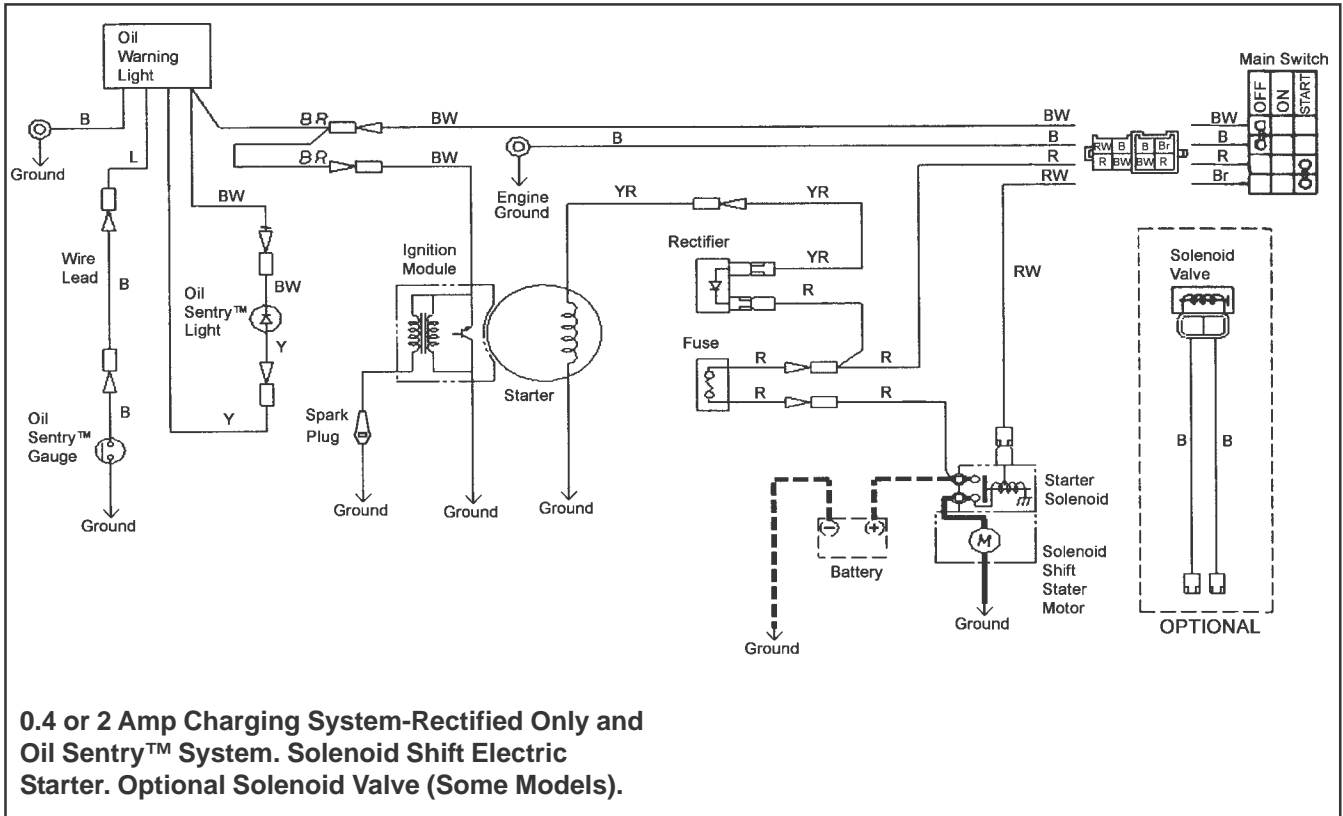 Oil
Warning
Light
Main Switch
OFF
ON
START
B
Ground
L
BR
BW
BW
BW
B
B
B
R
R
RW
Br
BR
BW
RW B B Br
R BW BW R
Engine
Ground
YR
YR
BW
Wire
Lead
B
Ignition
Module
Rectifier
YR
R
RW
Solenoid
Valve
Oil
Sentry™
Light
BW
Y
Fuse
R
R
R
R
Starter
Oil
Sentry™
Gauge
B
Y
Spark
Plug
B
B
Ground
Ground
Ground
Ground
−
+
Battery
Starter
Solenoid
M
Solenoid
Shift
Stater
Motor
Ground
Ground
OPTIONAL
0.4 or 2 Amp Charging System-Rectified Only and
Oil Sentry™ System. Solenoid Shift Electric
Starter. Optional Solenoid Valve (Some Models).